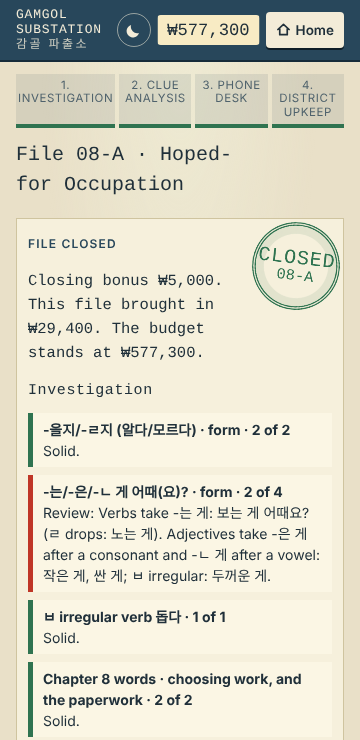 GAMGOL
SUBSTATION
감골 파출소
₩577,300
Home
1.
INVESTIGATION
2. CLUE
ANALYSIS
3. PHONE
DESK
4.
DISTRICT
UPKEEP
File 08-A · Hoped-
for Occupation
FILE CLOSED
CLOSED
08-A
Closing bonus ₩5,000.
This file brought in
₩29,400. The budget
stands at ₩577,300.
Investigation
-을지/-ㄹ지 (알다/모르다) · form · 2 of 2
Solid.
-는/-은/-ㄴ 게 어때(요)? · form · 2 of 4
Review: Verbs take -는 게: 보는 게 어때요?
(ㄹ drops: 노는 게). Adjectives take -은 게
after a consonant and -ㄴ 게 after a vowel:
작은 게, 싼 게; ㅂ irregular: 두꺼운 게.
ㅂ irregular verb 돕다 · 1 of 1
Solid.
Chapter 8 words · choosing work, and
the paperwork · 2 of 2
Solid.